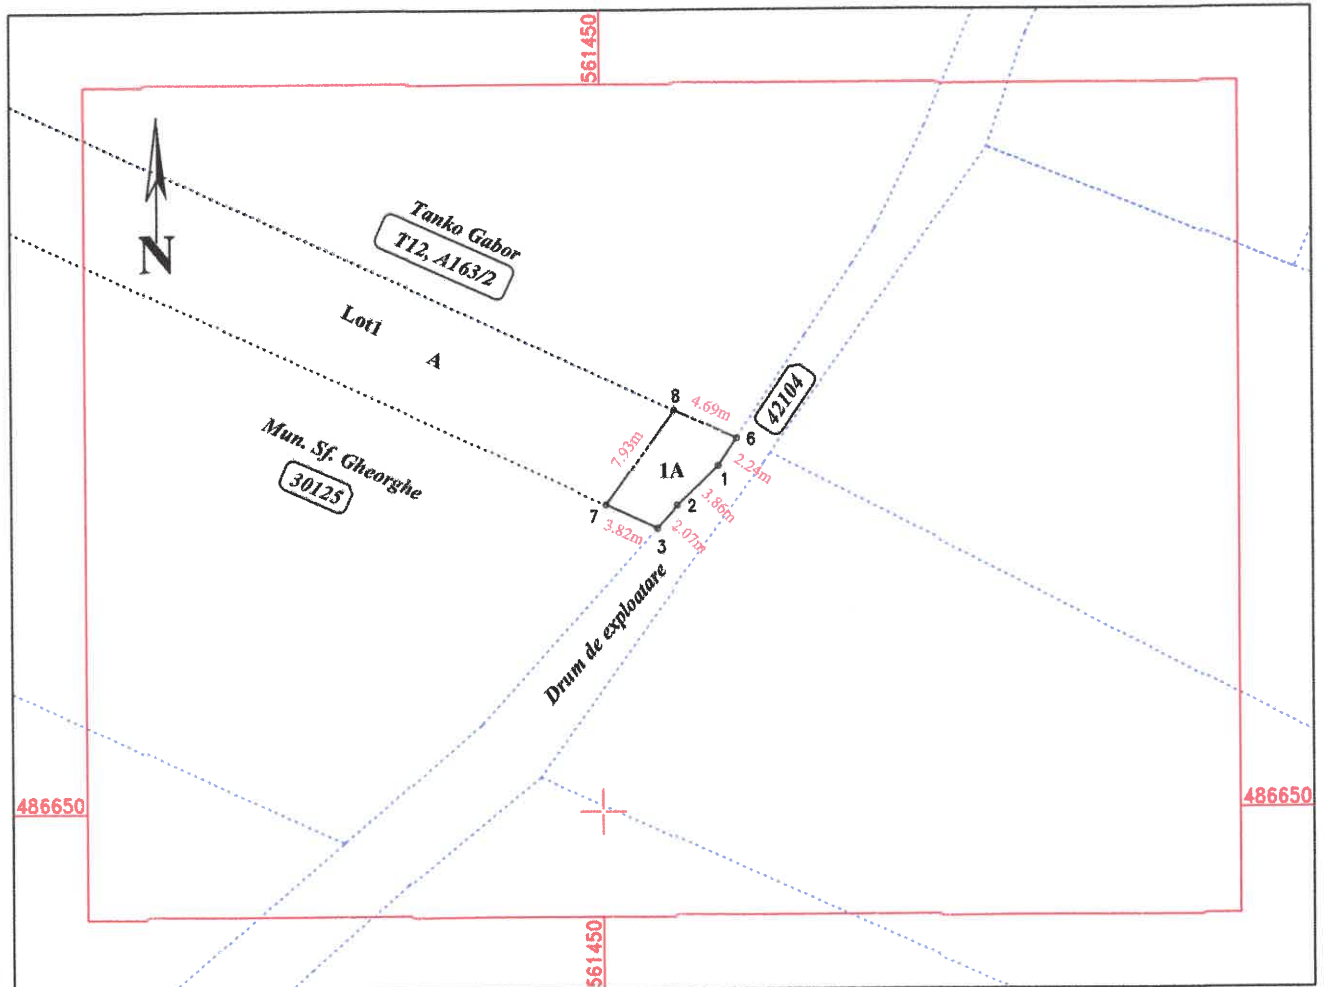 561450
N
Tanko Gabor
T12, A163/2
Lot1
A
42104
8
4.69m
6
Mun. Sf. Gheorghe
30125
7.93m
1A
1
2.24m
2
3.86m
7
3.82m
3
2.07m
Drum de exploatare
486650
486650
561450